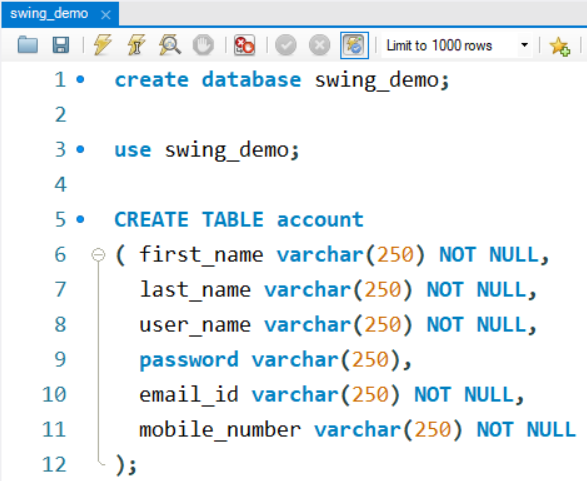 swing_demo ×
Limit to 1000 rows
1 create database swing_demo;
2
3 use swing_demo;
4
5 CREATE TABLE account
6 ( first_name varchar(250) NOT NULL,
7 last_name varchar(250) NOT NULL,
8 user_name varchar(250) NOT NULL,
9 password varchar(250),
10 email_id varchar(250) NOT NULL,
11 mobile_number varchar(250) NOT NULL
12 );